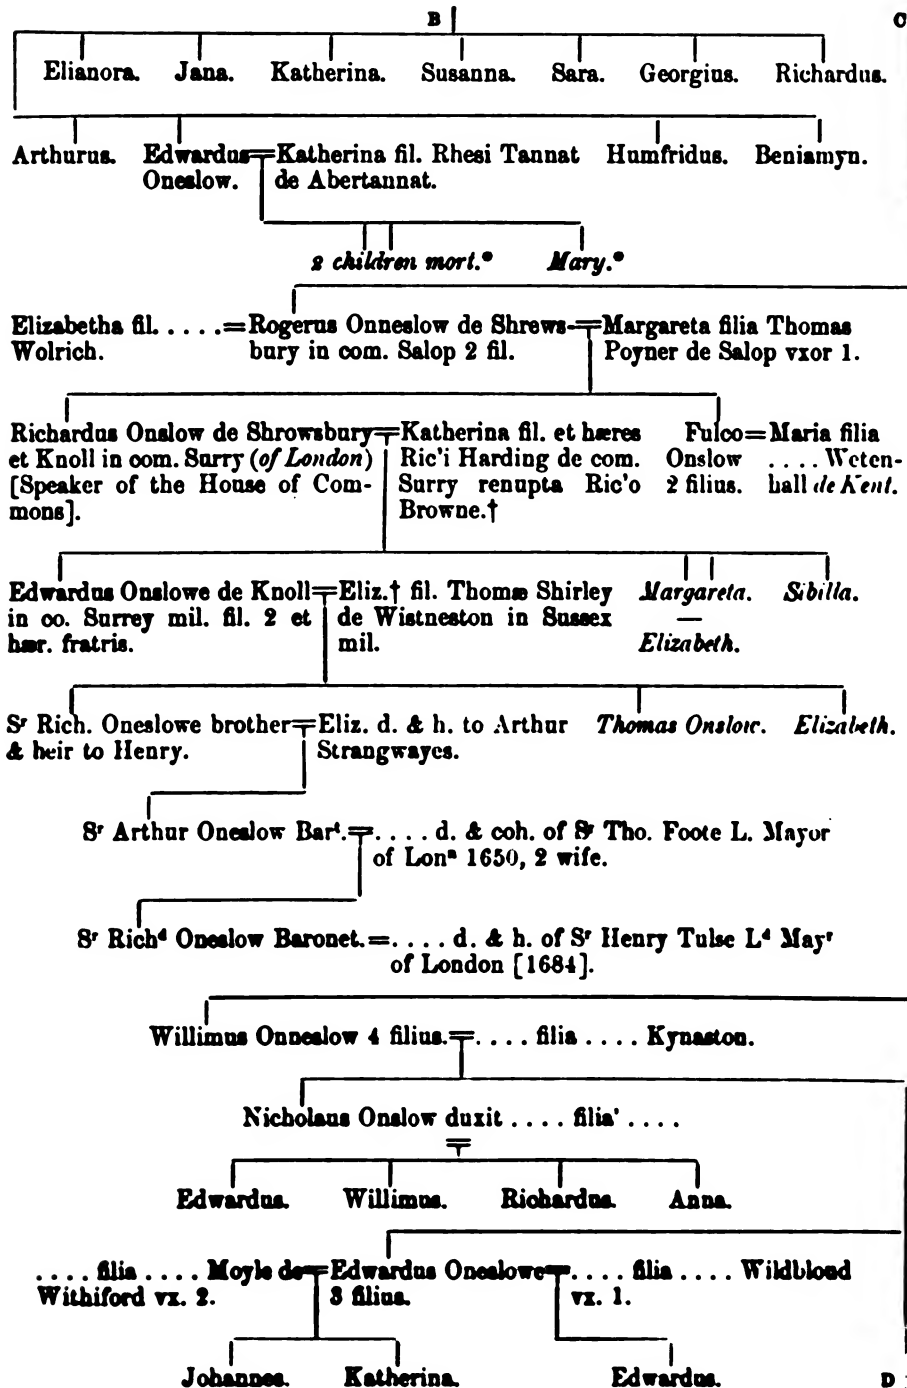 B C
Elianora. Jana. Katherina. Susanna. Sara. Georgius. Richardus.
Arthurus. Edwardus=Katherina fil. Rhesi Tannat Humfridus. Beniamyn.
Oneslow. de Abertannat.
2 children mort.* Mary.*
Elizabetha fil. . . . . .=Rogerus Onneslow de Shrews-=Margareta filia Thomas
Wolrich. bury in com. Salop 2 fil. Poyner de Salop vxor 1.
Richardus Onslow de Shrowsbury=Katherina fil. et hæres Fulco=Maria filia
et Knoll in com. Surry (of London) Ric'i Harding de com. Onslow . . . . Weten-
[Speaker of the House of Com- Surry renupta Ric'o 2 filius. hall de Kent.
mons]. Browne.†
Edwardus Onslowe de Knoll=Eliz.† fil. Thomæ Shirley Margareta. Sibilla.
in co. Surrey mil. fil. 2 et de Wistneston in Sussex —
hær. fratris. mil. Elizabeth.
Sʳ Rich. Oneslowe brother=Eliz. d. & h. to Arthur Thomas Onslow. Elizabeth.
& heir to Henry. Strangwayes.
Sʳ Arthur Oneslow Barᵗ.=. . . . d. & coh. of Sʳ Tho. Foote L. Mayor
of Lonⁿ 1650, 2 wife.
Sʳ Richᵈ Oneslow Baronet.=. . . . d. & h. of Sʳ Henry Tulse Lᵈ Mayʳ
of London [1684].
Willimus Onneslow 4 filius.=. . . . filia . . . . Kynaston.
Nicholaus Onslow duxit . . . . filia' . . . .
Edwardus. Willimus. Richardus. Anna.
. . . . filia . . . . Moyle de=Edwardus Oneslowe=. . . . filia . . . . Wildbloud
Withiford vx. 2. 3 filius. vx. 1.
Johannes. Katherina. Edwardus. D